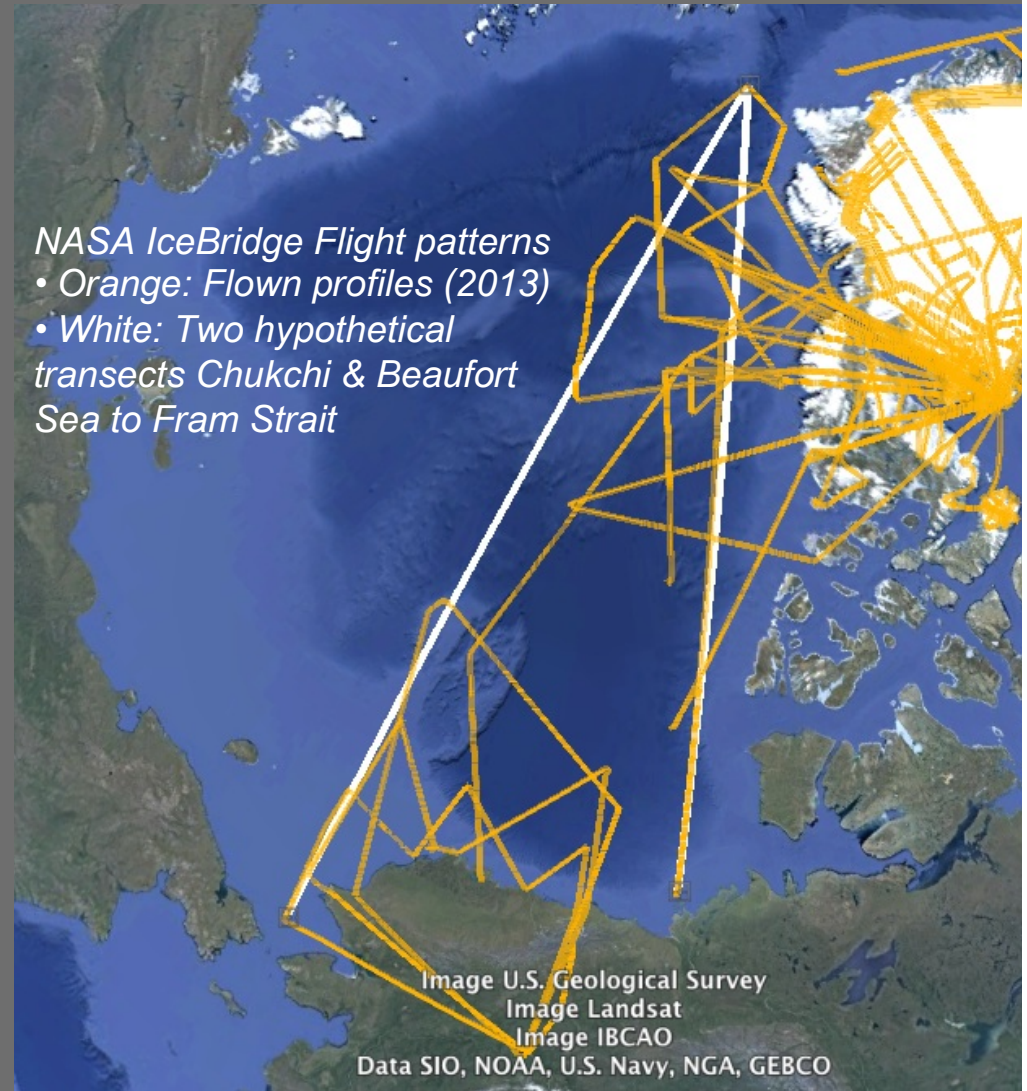 NASA IceBridge Flight patterns
• Orange: Flown profiles (2013)
• White: Two hypothetical
transects Chukchi & Beaufort
Sea to Fram Strait
Image U.S. Geological Survey
Image Landsat
Image IBCAO
Data SIO, NOAA, U.S. Navy, NGA, GEBCO